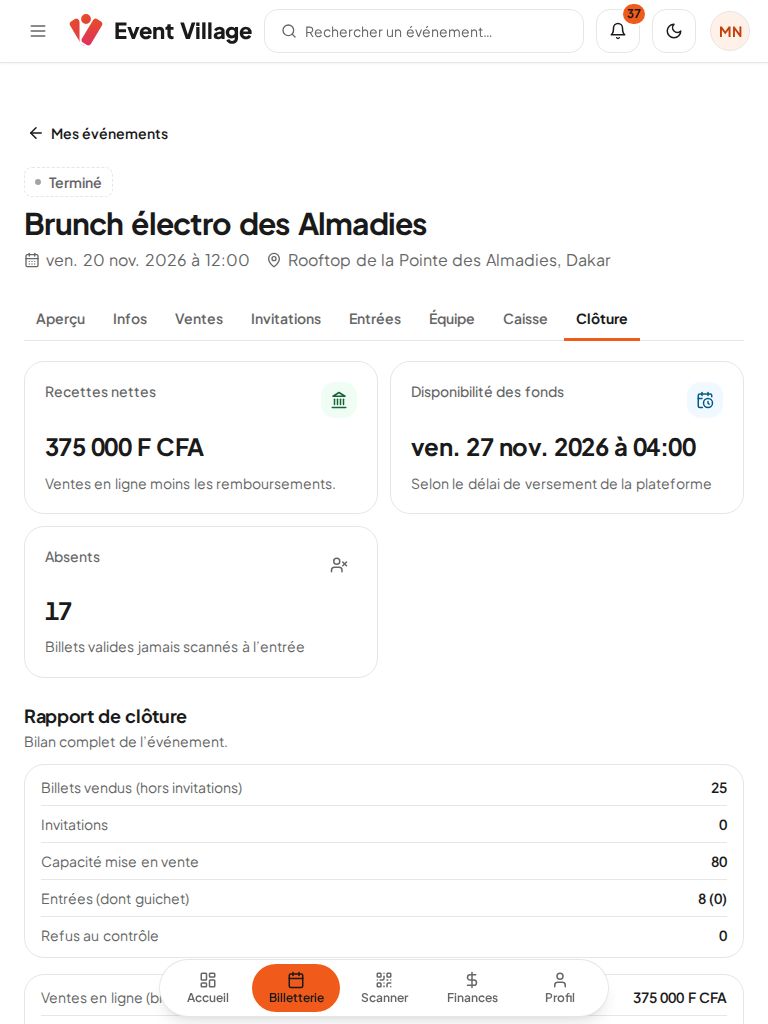 Event Village
Rechercher un événement…
37
MN
Mes événements
Terminé
Brunch électro des Almadies
ven. 20 nov. 2026 à 12:00
Rooftop de la Pointe des Almadies, Dakar
Aperçu
Infos
Ventes
Invitations
Entrées
Équipe
Caisse
Clôture
Recettes nettes
375 000 F CFA
Ventes en ligne moins les remboursements.
Disponibilité des fonds
ven. 27 nov. 2026 à 04:00
Selon le délai de versement de la plateforme
Absents
17
Billets valides jamais scannés à l’entrée
Rapport de clôture
Bilan complet de l’événement.
Billets vendus (hors invitations) 25
Invitations 0
Capacité mise en vente 80
Entrées (dont guichet) 8 (0)
Refus au contrôle 0
Ventes en ligne 375 000 F CFA
Accueil
Billetterie
Scanner
Finances
Profil